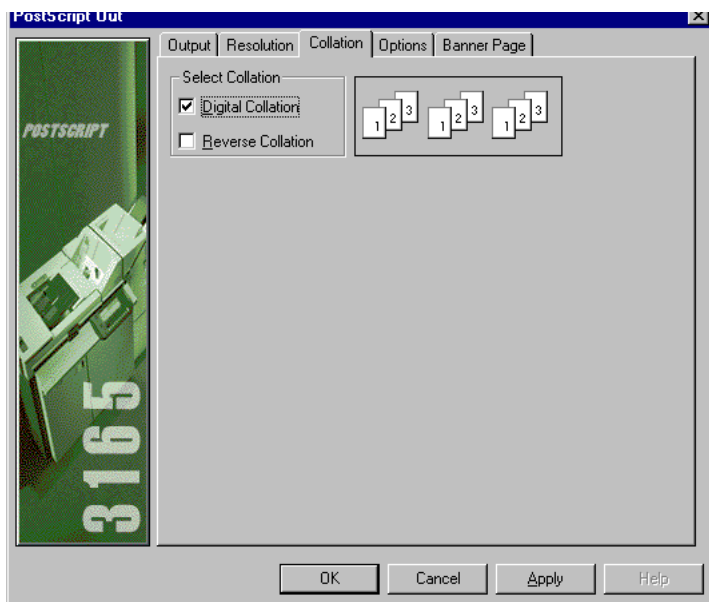 PostScript Out
Output Resolution Collation Options Banner Page
Select Collation
Digital Collation
Reverse Collation
1 2 3 1 2 3 1 2 3
POSTSCRIPT
3165
OK Cancel Apply Help